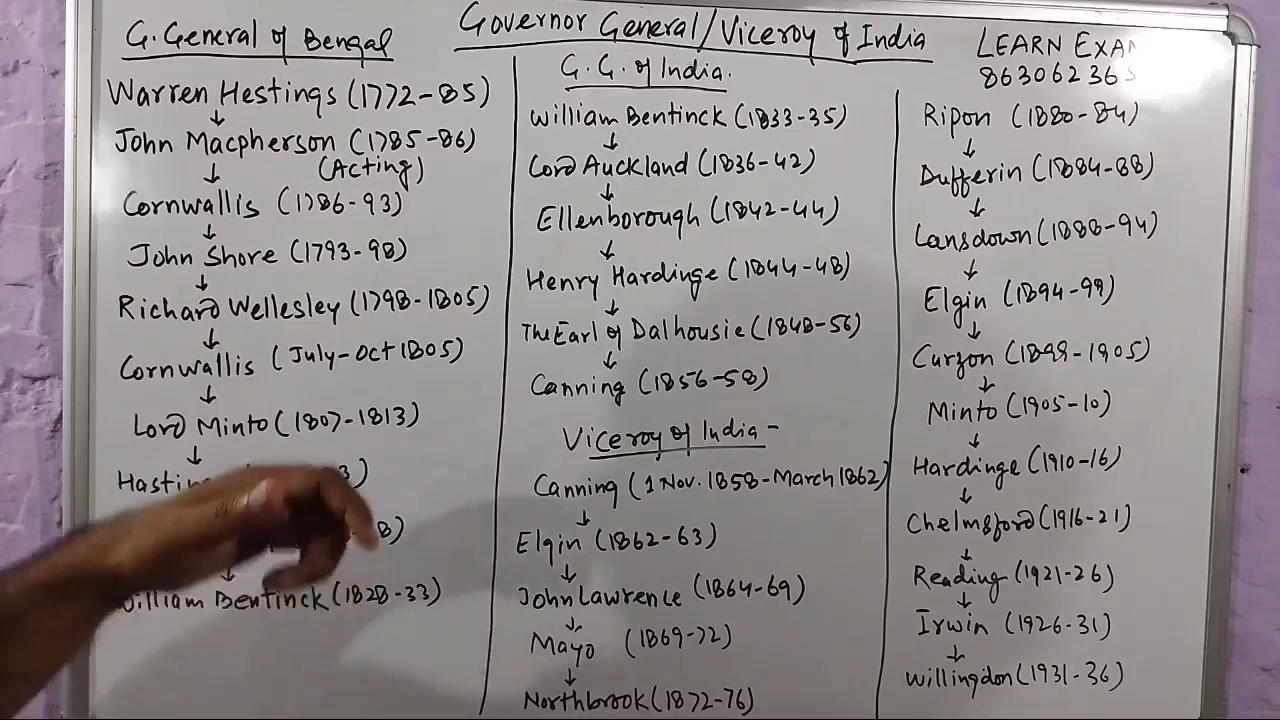 Governor General/Viceroy of India
LEARN EXAM
863062365
G. General of Bengal
Warren Hestings (1772-85)
John Macpherson (1785-86)
(Acting)
Cornwallis (1786-93)
John Shore (1793-98)
Richard Wellesley (1798-1805)
Cornwallis (July-Oct 1805)
Lord Minto (1807-1813)
William Bentinck (1828-33)
G.G. of India.
William Bentinck (1833-35)
Lord Auckland (1836-42)
Ellenborough (1842-44)
Henry Hardinge (1844-48)
The Earl of Dalhousie (1848-56)
Canning (1856-58)
Viceroy of India -
Canning (1 Nov. 1858-March 1862)
Elgin (1862-63)
John Lawrence (1864-69)
Mayo (1869-72)
Northbrook (1872-76)
Ripon (1880-84)
Dufferin (1884-88)
Lansdown (1888-94)
Elgin (1894-99)
Curzon (1899-1905)
Minto (1905-10)
Hardinge (1910-16)
Chelmsford (1916-21)
Reading (1921-26)
Irwin (1926-31)
Willingdon (1931-36)